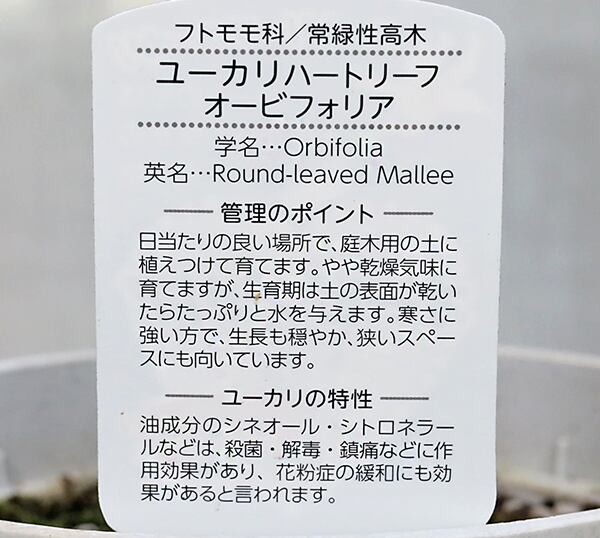 フトモモ科／常緑性高木
ユーカリハートリーフ
オービフォリア
学名…Orbifolia
英名…Round-leaved Mallee
管理のポイント
日当たりの良い場所で、庭木用の土に
植えつけて育てます。やや乾燥気味に
育てますが、生育期は土の表面が乾い
たらたっぷりと水を与えます。寒さに
強い方で、生長も穏やか、狭いスペー
スにも向いています。
ユーカリの特性
油成分のシネオール・シトロネラー
ルなどは、殺菌・解毒・鎮痛などに作
用効果があり、花粉症の緩和にも効
果があると言われます。